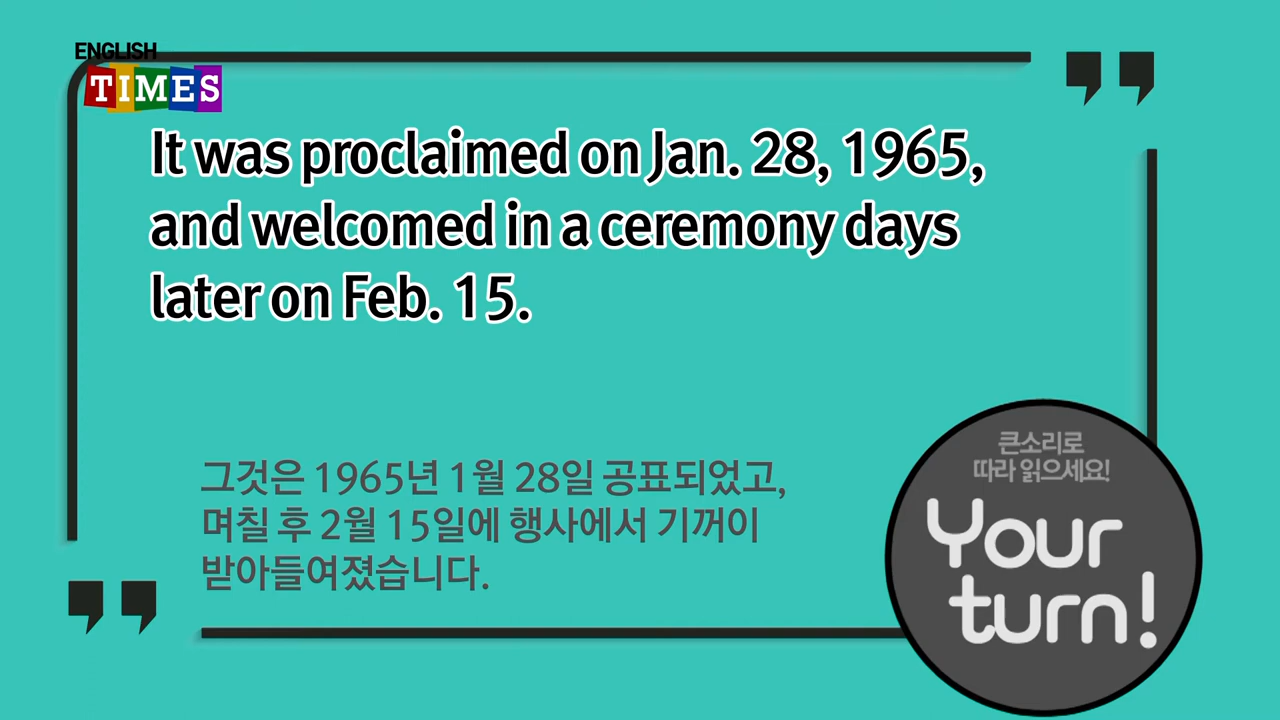 ENGLISH
TIMES
It was proclaimed on Jan. 28, 1965,
and welcomed in a ceremony days
later on Feb. 15.
그것은 1965년 1월 28일 공표되었고,
며칠 후 2월 15일에 행사에서 기꺼이
받아들여졌습니다.
큰소리로
따라 읽으세요!
Your
turn!